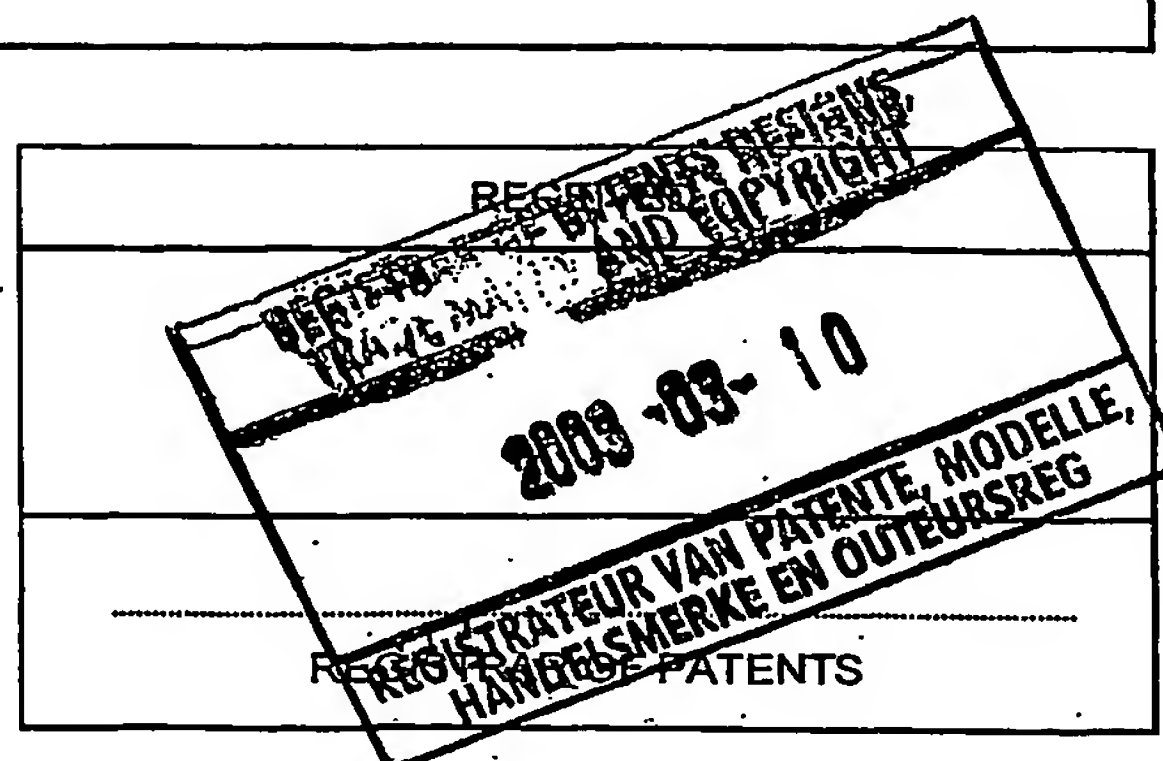 RECEIVED
REGISTRAR OF PATENTS DESIGNS,
TRADE MARKS AND COPYRIGHT
2009 -03- 10
REGISTRATEUR VAN PATENTE, MODELLE,
HANDELSMERKE EN OUTEURSREG
REGISTRAR OF PATENTS